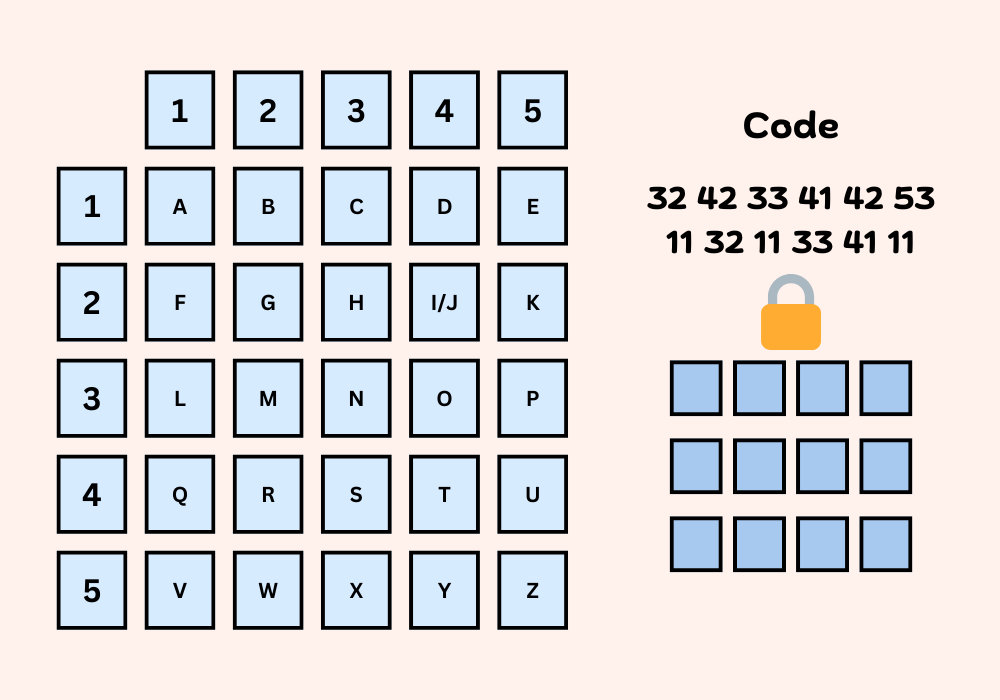 1 2 3 4 5
1 A B C D E
2 F G H I/J K
3 L M N O P
4 Q R S T U
5 V W X Y Z
Code
32 42 33 41 42 53
11 32 11 33 41 11